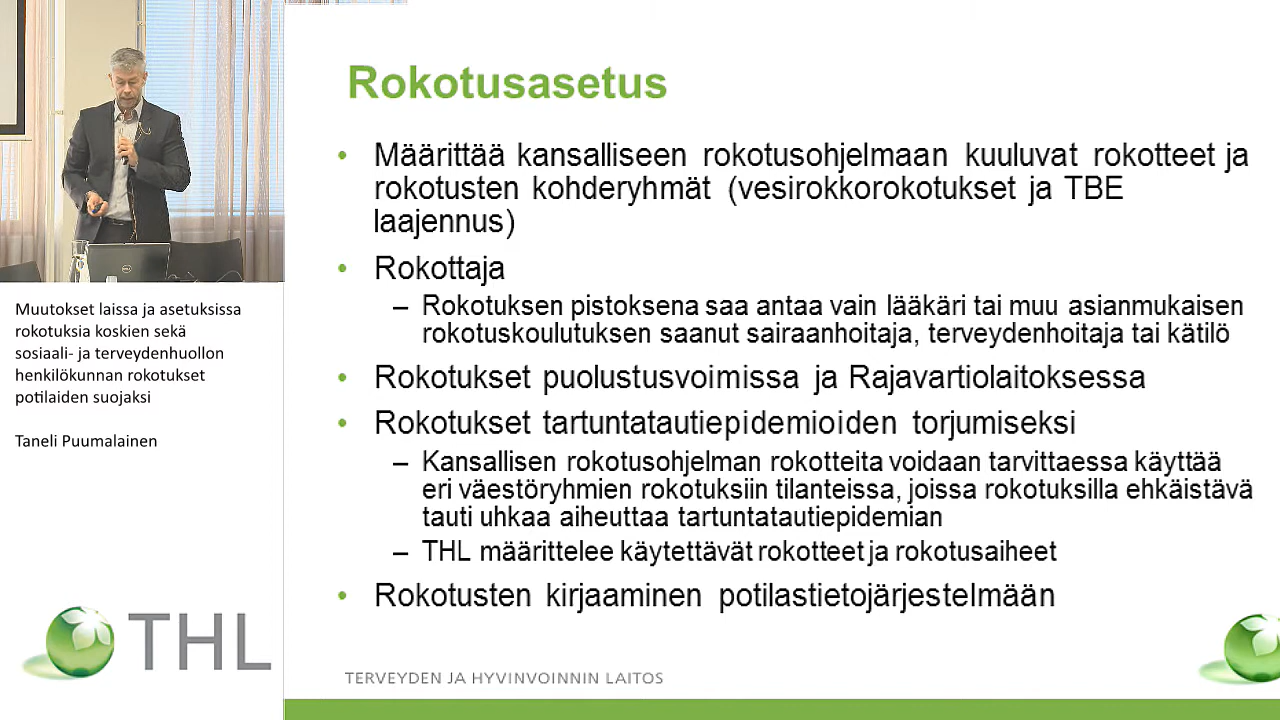 Rokotusasetus
• Määrittää kansalliseen rokotusohjelmaan kuuluvat rokotteet ja
rokotusten kohderyhmät (vesirokkorokotukset ja TBE
laajennus)
• Rokottaja
– Rokotuksen pistoksena saa antaa vain lääkäri tai muu asianmukaisen
rokotuskoulutuksen saanut sairaanhoitaja, terveydenhoitaja tai kätilö
• Rokotukset puolustusvoimissa ja Rajavartiolaitoksessa
• Rokotukset tartuntatautiepidemioiden torjumiseksi
– Kansallisen rokotusohjelman rokotteita voidaan tarvittaessa käyttää
eri väestöryhmien rokotuksiin tilanteissa, joissa rokotuksilla ehkäistävä
tauti uhkaa aiheuttaa tartuntatautiepidemian
– THL määrittelee käytettävät rokotteet ja rokotusaiheet
• Rokotusten kirjaaminen potilastietojärjestelmään
TERVEYDEN JA HYVINVOINNIN LAITOS
Muutokset laissa ja asetuksissa
rokotuksia koskien sekä
sosiaali- ja terveydenhuollon
henkilökunnan rokotukset
potilaiden suojaksi
Taneli Puumalainen
THL